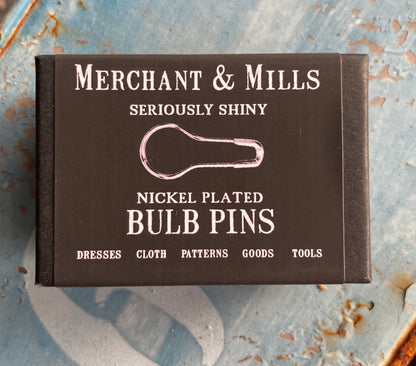 MERCHANT & MILLS
SERIOUSLY SHINY
NICKEL PLATED
BULB PINS
DRESSES CLOTH PATTERNS GOODS TOOLS